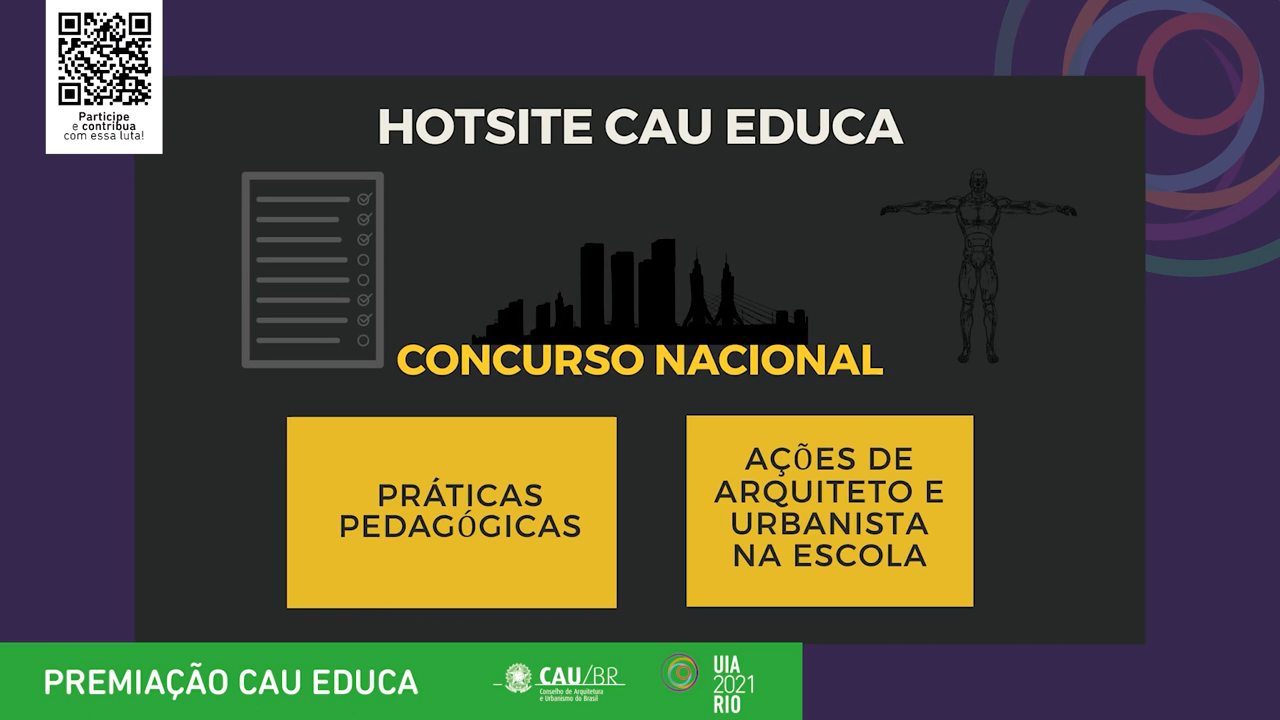 Participe
e contribua
com essa luta!
HOTSITE CAU EDUCA
CONCURSO NACIONAL
PRÁTICAS
PEDAGÓGICAS
AÇÕES DE
ARQUITETO E
URBANISTA
NA ESCOLA
PREMIAÇÃO CAU EDUCA
CAU/BR
Conselho de Arquitetura
e Urbanismo do Brasil
UIA
2021
RIO